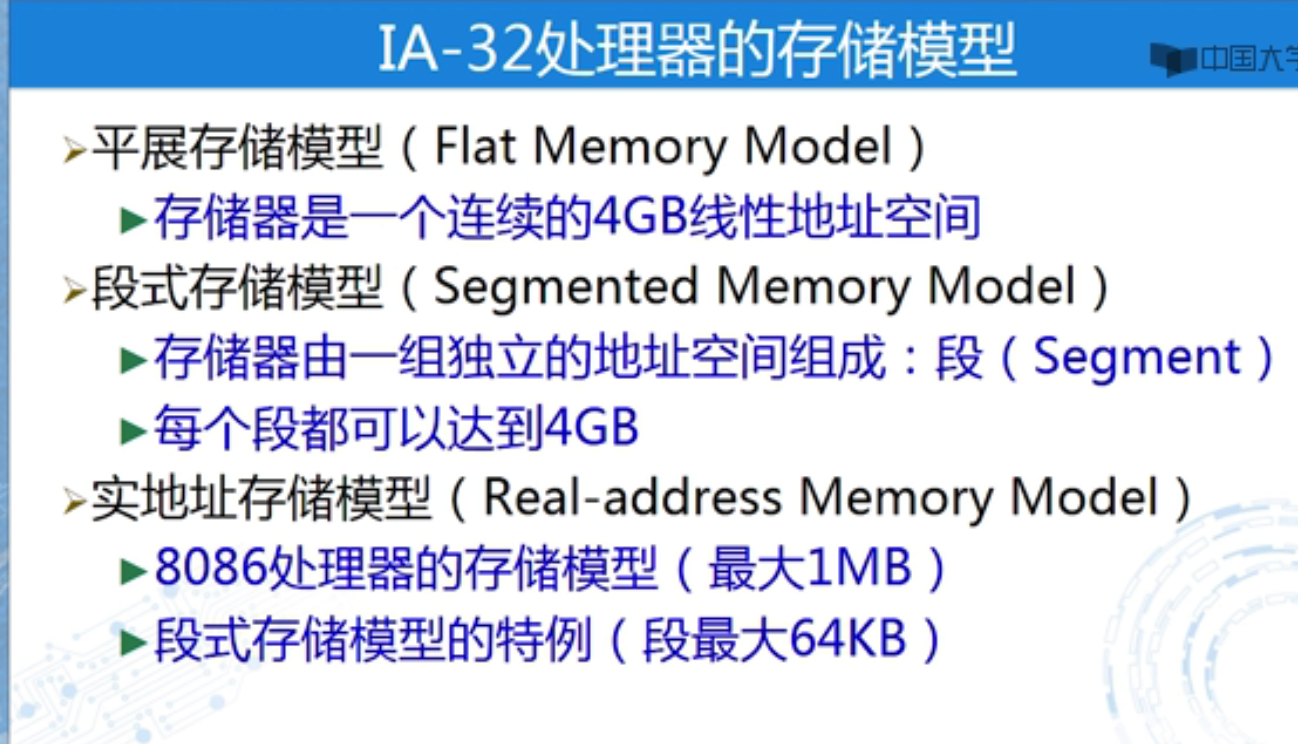 IA-32处理器的存储模型
中国大学
平展存储模型（Flat Memory Model）
存储器是一个连续的4GB线性地址空间
段式存储模型（Segmented Memory Model）
存储器由一组独立的地址空间组成：段（Segment）
每个段都可以达到4GB
实地址存储模型（Real-address Memory Model）
8086处理器的存储模型（最大1MB）
段式存储模型的特例（段最大64KB）